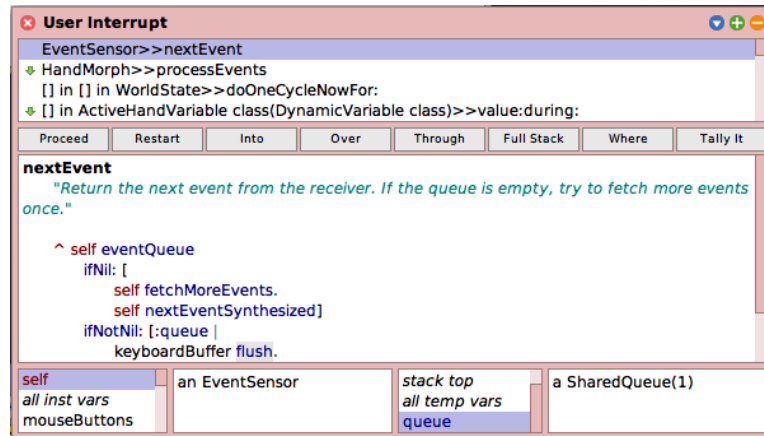 User Interrupt
EventSensor>>nextEvent
HandMorph>>processEvents
[] in [] in WorldState>>doOneCycleNowFor:
[] in ActiveHandVariable class(DynamicVariable class)>>value:during:
Proceed Restart Into Over Through Full Stack Where Tally It
nextEvent
"Return the next event from the receiver. If the queue is empty, try to fetch more events
once."
^ self eventQueue
ifNil: [
self fetchMoreEvents.
self nextEventSynthesized]
ifNotNil: [:queue |
keyboardBuffer flush.
self an EventSensor stack top a SharedQueue(1)
all inst vars all temp vars
mouseButtons queue